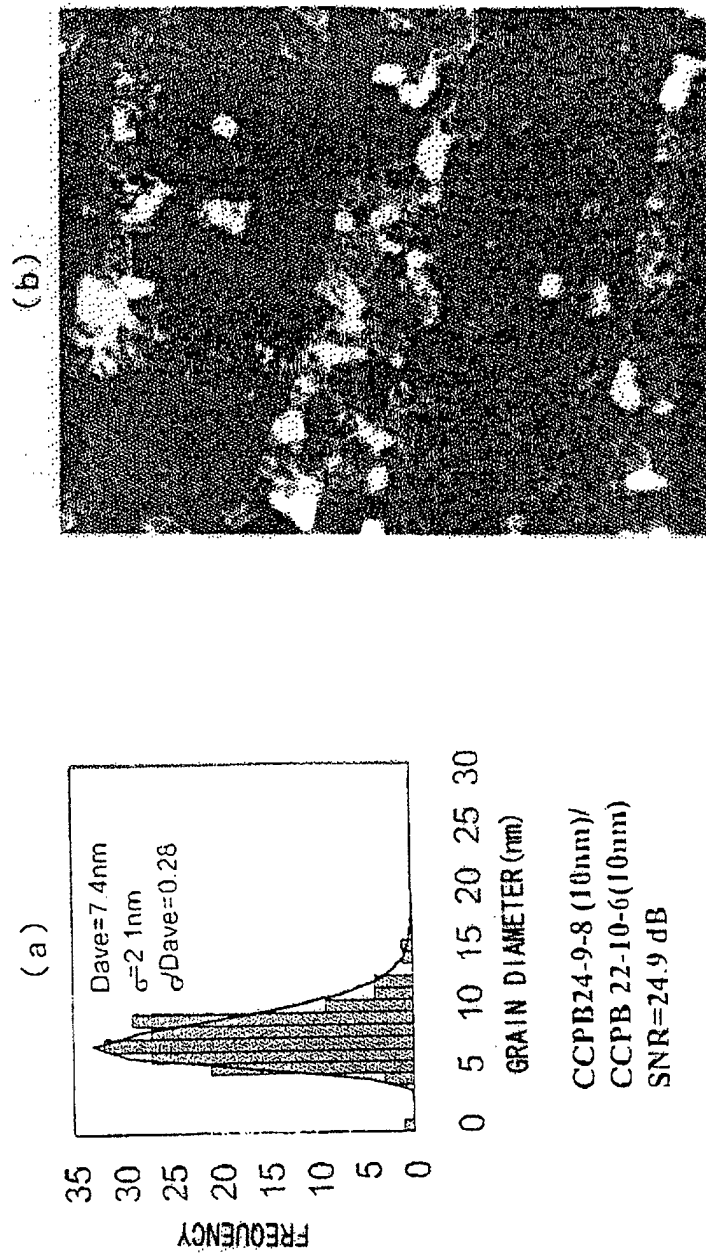 (a)
FREQUENCY
35
30
25
20
15
10
5
0
Dave=7.4nm
σ=2 1nm
σ/Dave=0.28
0 5 10 15 20 25 30
GRAIN DIAMETER(nm)
CCPB24-9-8 (10nm)/
CCPB 22-10-6(10nm)
SNR=24.9 dB
(b)